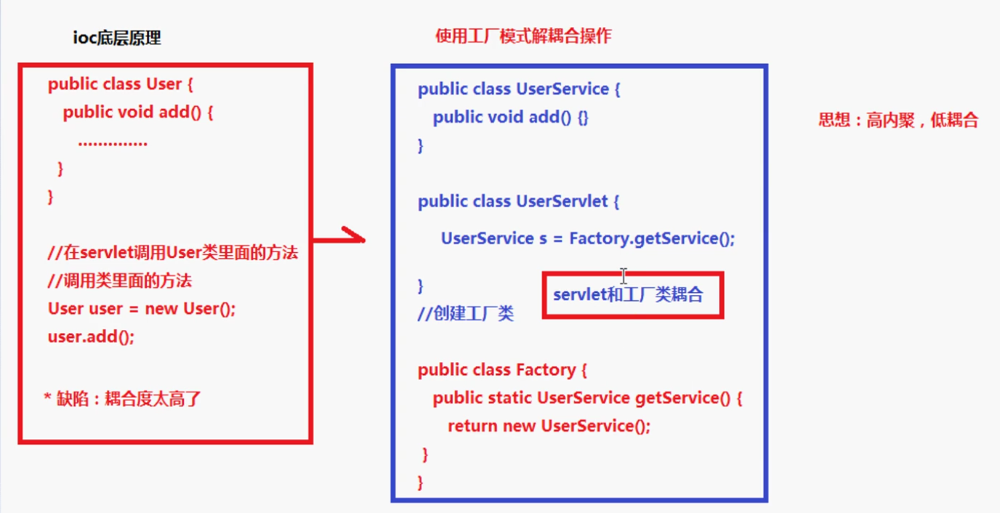 ioc底层原理
public class User {
public void add() {
..............
}
}
//在servlet调用User类里面的方法
//调用类里面的方法
User user = new User();
user.add();
* 缺陷：耦合度太高了
使用工厂模式解耦合操作
public class UserService {
public void add() {}
}
public class UserServlet {
UserService s = Factory.getService();
}
servlet和工厂类耦合
//创建工厂类
public class Factory {
public static UserService getService() {
return new UserService();
}
}
思想：高内聚，低耦合